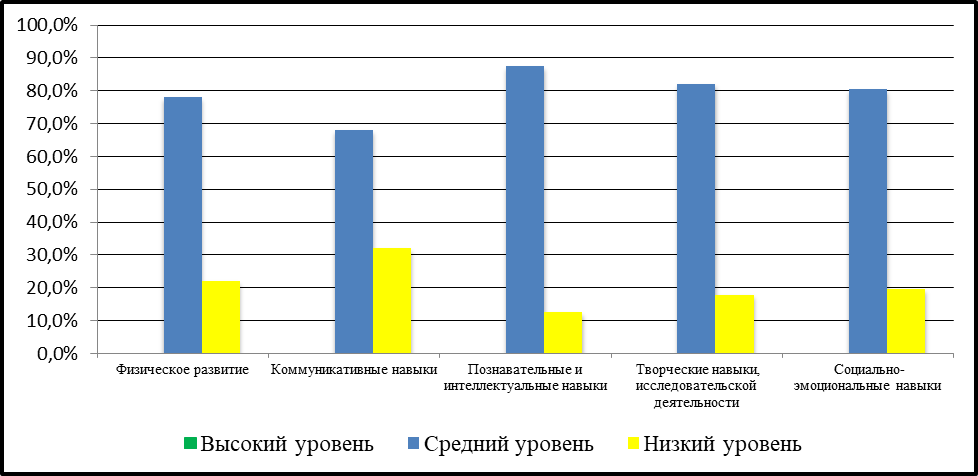 100,0%
90,0%
80,0%
70,0%
60,0%
50,0%
40,0%
30,0%
20,0%
10,0%
0,0%
Физическое развитие
Коммуникативные навыки
Познавательные и
интеллектуальные навыки
Творческие навыки,
исследовательской
деятельности
Социально-
эмоциональные навыки
Высокий уровень
Средний уровень
Низкий уровень